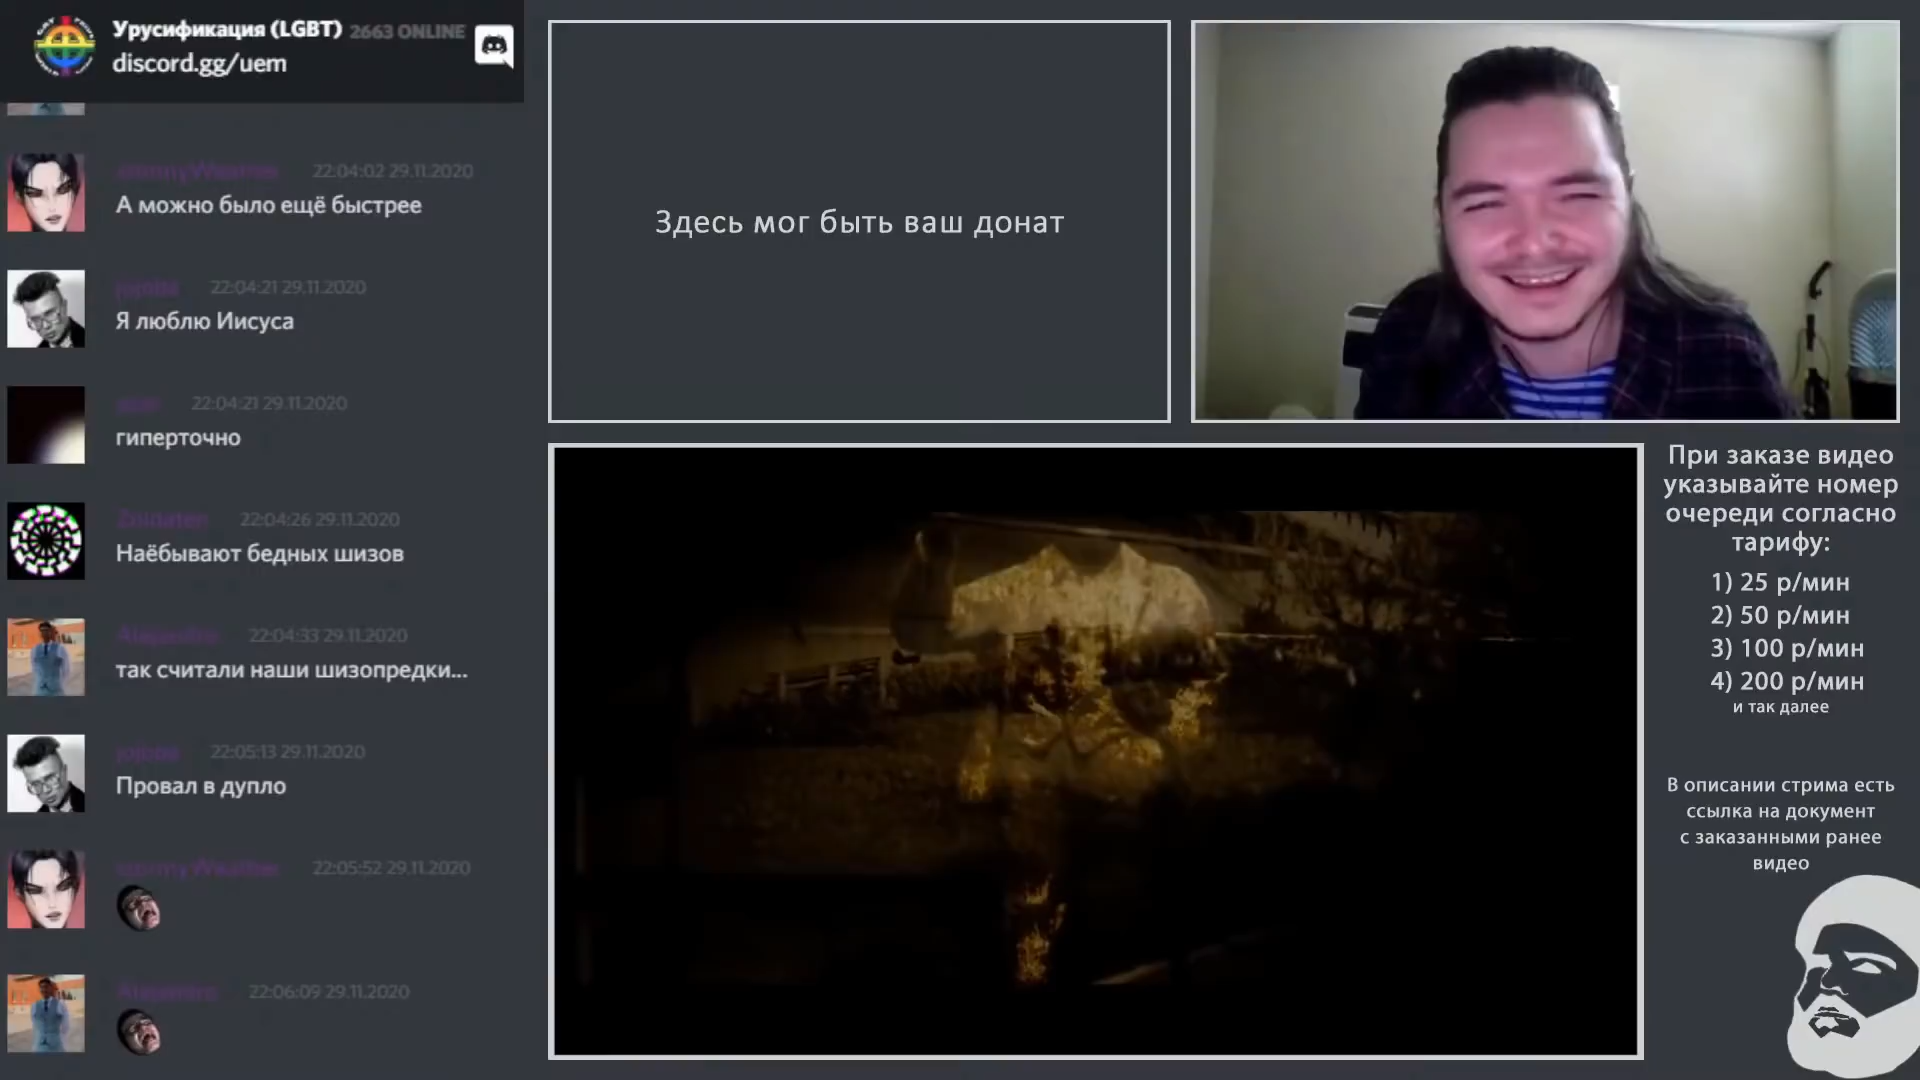 Урусификация (LGBT) 2663 ONLINE
discord.gg/uem
22:04:02 29.11.2020
А можно было ещё быстрее
22:04:21 29.11.2020
Я люблю Иисуса
22:04:21 29.11.2020
гиперточно
22:04:26 29.11.2020
Наёбывают бедных шизов
22:04:33 29.11.2020
так считали наши шизопредки...
22:05:13 29.11.2020
Провал в дупло
22:05:52 29.11.2020
22:06:09 29.11.2020
Здесь мог быть ваш донат
При заказе видео
указывайте номер
очереди согласно
тарифу:
1) 25 р/мин
2) 50 р/мин
3) 100 р/мин
4) 200 р/мин
и так далее
В описании стрима есть
ссылка на документ
с заказанными ранее
видео